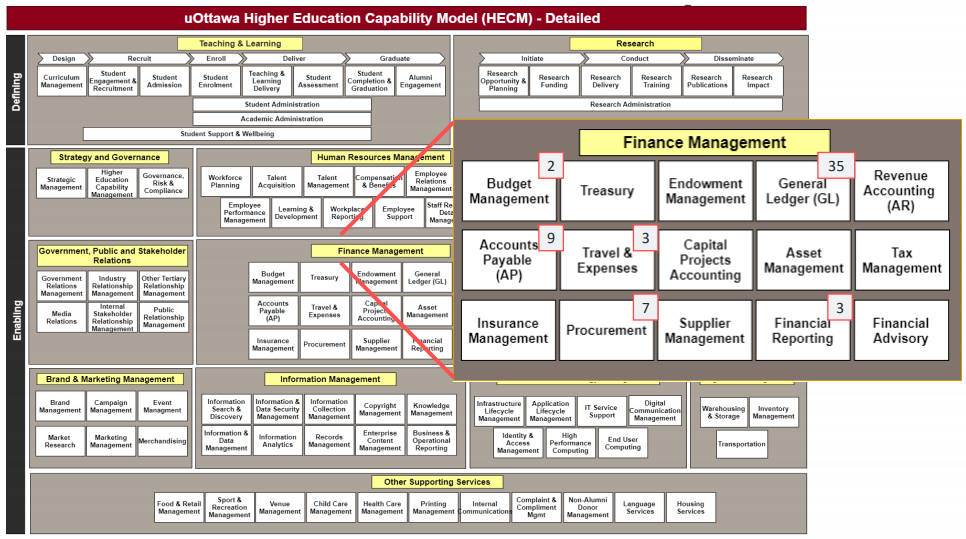 uOttawa Higher Education Capability Model (HECM) - Detailed
Defining
Teaching & Learning
Design
Recruit
Enroll
Deliver
Graduate
Curriculum
Management
Student
Engagement &
Recruitment
Student
Admission
Student
Enrolment
Teaching &
Learning
Delivery
Student
Assessment
Student
Completion &
Graduation
Alumni
Engagement
Student Administration
Academic Administration
Student Support & Wellbeing
Research
Initiate
Conduct
Disseminate
Research
Opportunity &
Planning
Research
Funding
Research
Delivery
Research
Training
Research
Publications
Research
Impact
Research Administration
Enabling
Strategy and Governance
Strategic
Management
Higher
Education
Capability
Management
Governance,
Risk &
Compliance
Human Resources Management
Workforce
Planning
Talent
Acquisition
Talent
Management
Compensation
& Benefits
Employee
Relations
Management
Employee
Performance
Management
Learning &
Development
Workplace
Reporting
Employee
Support
Staff Re
Data
Manag
Government, Public and Stakeholder
Relations
Government
Relations
Management
Industry
Relationship
Management
Other Tertiary
Relationship
Management
Media
Relations
Internal
Stakeholder
Relationship
Management
Public
Relationship
Management
Finance Management
Budget
Management
Treasury
Endowment
Management
General
Ledger (GL)
Accounts
Payable
(AP)
Travel &
Expenses
Capital
Projects
Accounting
Asset
Management
Insurance
Management
Procurement
Supplier
Management
Financial
Reporting
Finance Management
Budget
Management
2
Treasury
Endowment
Management
General
Ledger (GL)
35
Revenue
Accounting
(AR)
Accounts
Payable
(AP)
9
Travel &
Expenses
3
Capital
Projects
Accounting
Asset
Management
Tax
Management
Insurance
Management
Procurement
7
Supplier
Management
Financial
Reporting
3
Financial
Advisory
Brand & Marketing Management
Brand
Management
Campaign
Management
Event
Managment
Market
Research
Marketing
Management
Merchandising
Information Management
Information
Search &
Discovery
Information &
Data Security
Management
Information
Collection
Management
Copyright
Management
Knowledge
Management
Information &
Data
Management
Information
Analytics
Records
Management
Enterprise
Content
Management
Business &
Operational
Reporting
Infrastructure
Lifecycle
Management
Application
Lifecycle
Management
IT Service
Support
Digital
Communication
Management
Identity &
Access
Management
High
Performance
Computing
End User
Computing
Warehousing
& Storage
Inventory
Management
Transportation
Other Supporting Services
Food & Retail
Management
Sport &
Recreation
Management
Venue
Management
Child Care
Management
Health Care
Management
Printing
Management
Internal
Communications
Complaint &
Compliment
Mgmt
Non-Alumni
Donor
Management
Language
Services
Housing
Services